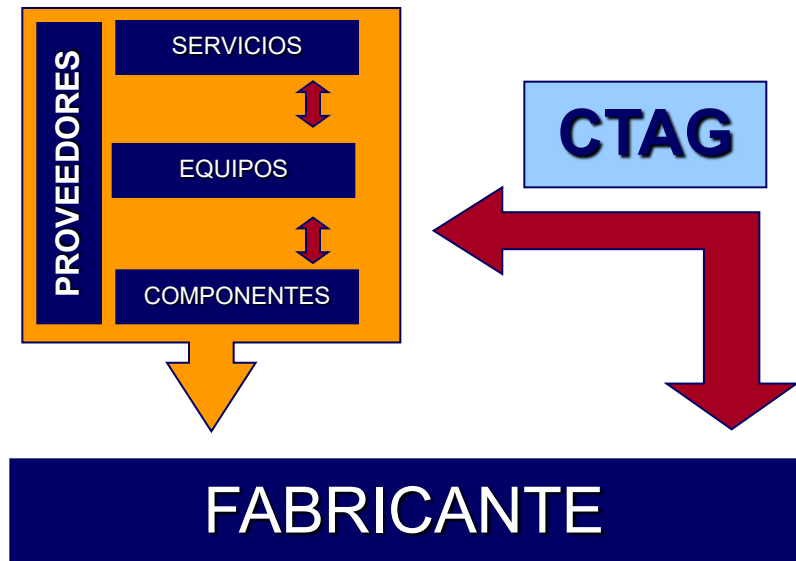 PROVEEDORES
SERVICIOS
EQUIPOS
COMPONENTES
CTAG
FABRICANTE